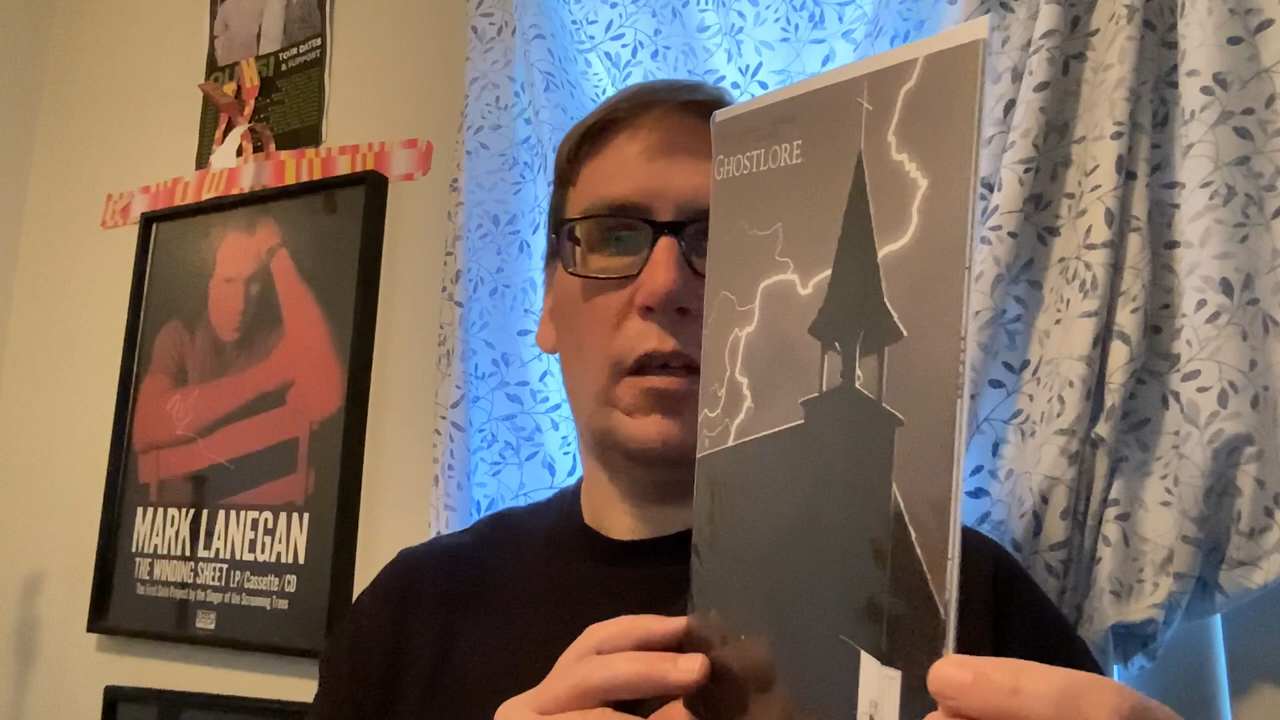 TOUR DATES
& SUPPORT
MARK LANEGAN
THE WINDING SHEET LP/Cassette/CD
The First Solo Project by the Singer of the Screaming Trees
GHOSTLORE